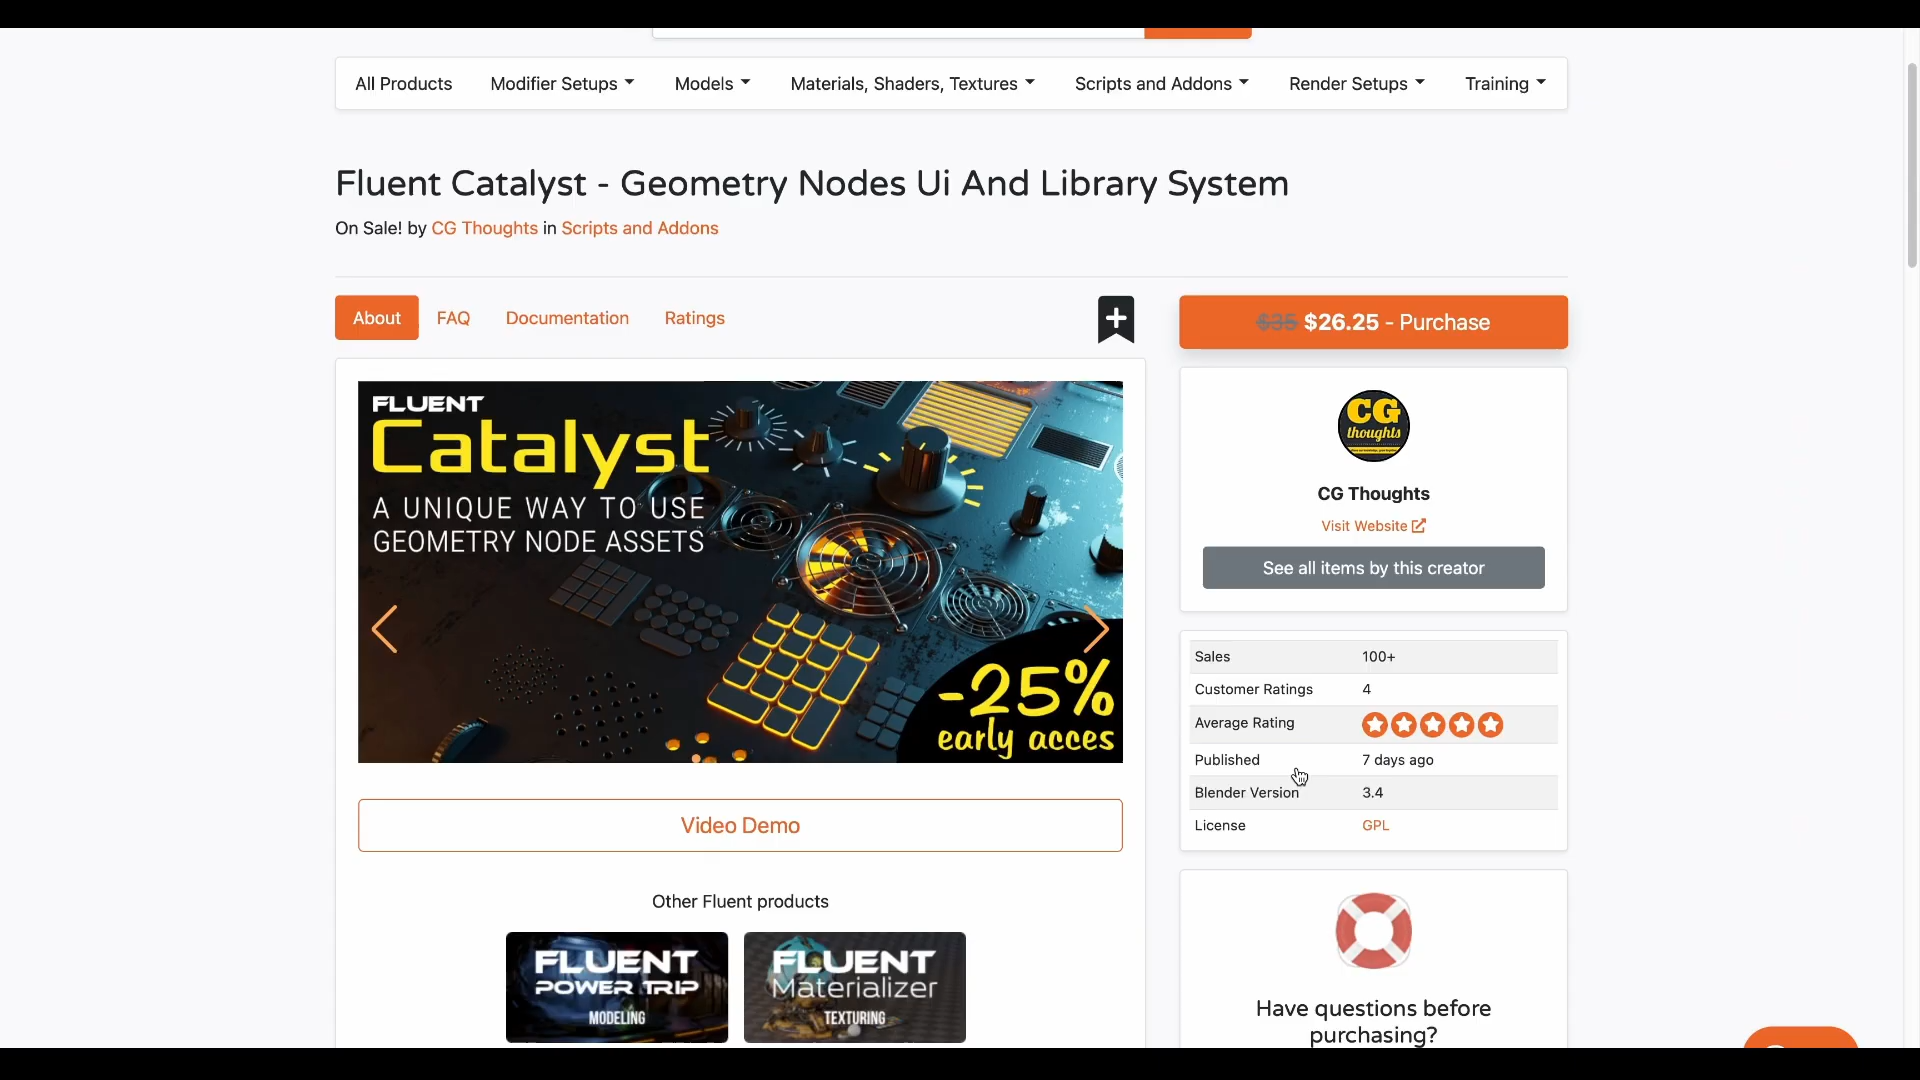 All Products Modifier Setups Models Materials, Shaders, Textures Scripts and Addons Render Setups Training
Fluent Catalyst - Geometry Nodes Ui And Library System
On Sale! by CG Thoughts in Scripts and Addons
About FAQ Documentation Ratings
$35 $26.25 - Purchase
FLUENT
Catalyst
A UNIQUE WAY TO USE
GEOMETRY NODE ASSETS
-25%
early acces
CG
thoughts
CG Thoughts
Visit Website
See all items by this creator
Sales 100+
Customer Ratings 4
Average Rating
Published 7 days ago
Blender Version 3.4
License GPL
Video Demo
Other Fluent products
FLUENT
POWER TRIP
MODELING
FLUENT
Materializer
TEXTURING
Have questions before
purchasing?